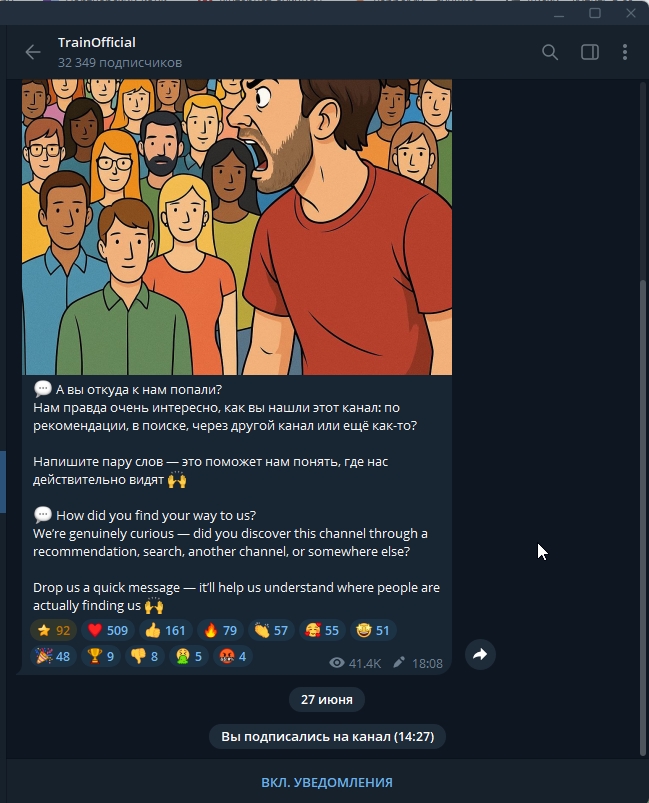 TrainOfficial
32 349 подписчиков
💬 А вы откуда к нам попали?
Нам правда очень интересно, как вы нашли этот канал: по
рекомендации, в поиске, через другой канал или ещё как-то?
Напишите пару слов — это поможет нам понять, где нас
действительно видят 🙌
💬 How did you find your way to us?
We’re genuinely curious — did you discover this channel through a
recommendation, search, another channel, or somewhere else?
Drop us a quick message — it’ll help us understand where people are
actually finding us 🙌
⭐ 92 ❤️ 509 👍 161 🔥 79 👏 57 🥰 55 🤩 51
🎉 48 🏆 9 👎 8 🤮 5 🤬 4 41.4K 18:08
27 июня
Вы подписались на канал (14:27)
ВКЛ. УВЕДОМЛЕНИЯ